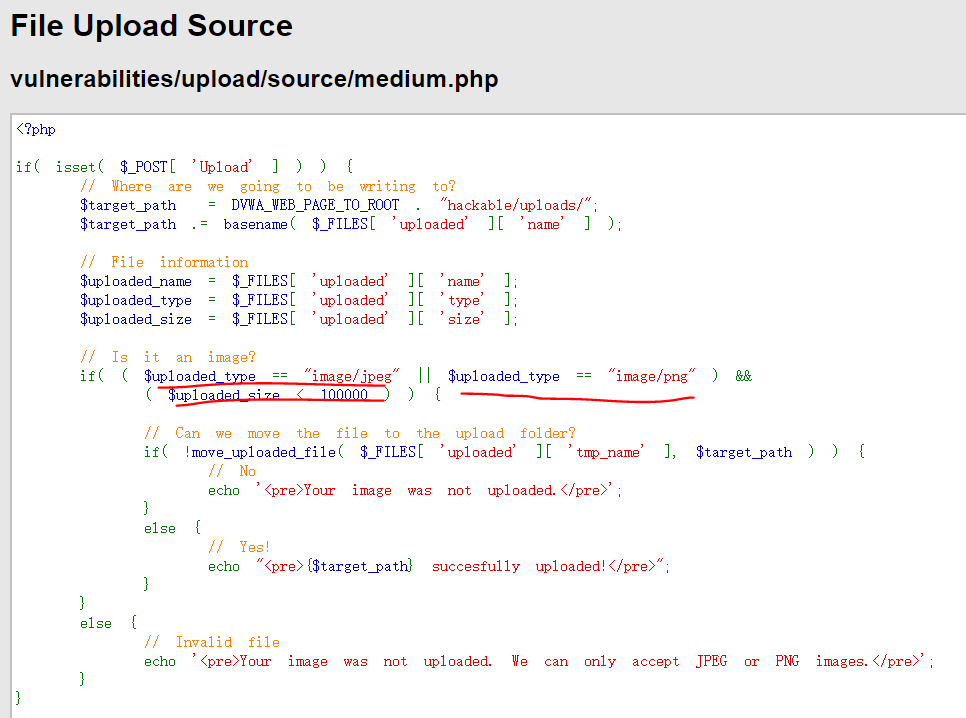 File Upload Source
vulnerabilities/upload/source/medium.php
<?php
if( isset( $_POST[ 'Upload' ] ) ) {
// Where are we going to be writing to?
$target_path = DVWA_WEB_PAGE_TO_ROOT . "hackable/uploads/";
$target_path .= basename( $_FILES[ 'uploaded' ][ 'name' ] );
// File information
$uploaded_name = $_FILES[ 'uploaded' ][ 'name' ];
$uploaded_type = $_FILES[ 'uploaded' ][ 'type' ];
$uploaded_size = $_FILES[ 'uploaded' ][ 'size' ];
// Is it an image?
if( ( $uploaded_type == "image/jpeg" || $uploaded_type == "image/png" ) &&
( $uploaded_size < 100000 ) ) {
// Can we move the file to the upload folder?
if( !move_uploaded_file( $_FILES[ 'uploaded' ][ 'tmp_name' ], $target_path ) ) {
// No
echo '<pre>Your image was not uploaded.</pre>';
}
else {
// Yes!
echo "<pre>{$target_path} succesfully uploaded!</pre>";
}
}
else {
// Invalid file
echo '<pre>Your image was not uploaded. We can only accept JPEG or PNG images.</pre>';
}
}